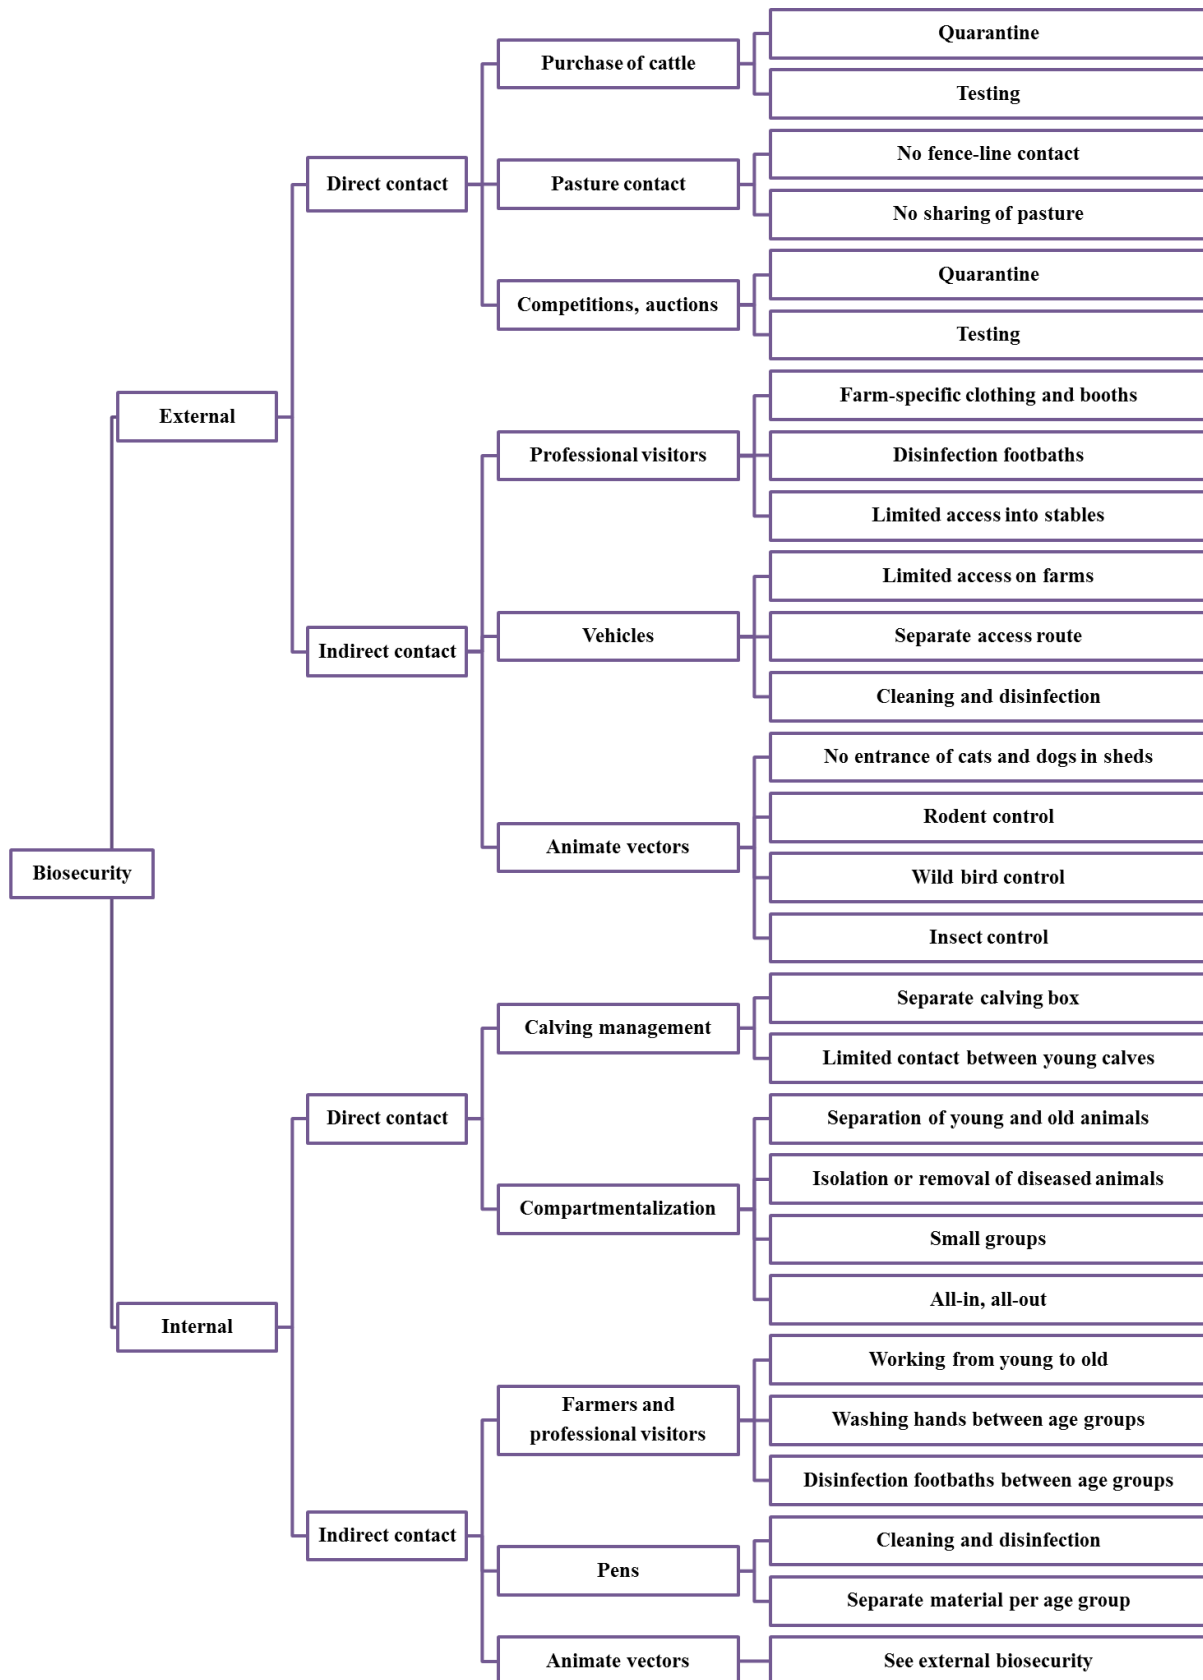 Quarantine
Purchase of cattle
Testing
No fence-line contact
Direct contact
Pasture contact
No sharing of pasture
Quarantine
Competitions, auctions
Testing
Farm-specific clothing and booths
External
Professional visitors
Disinfection footbaths
Limited access into stables
Limited access on farms
Vehicles
Separate access route
Indirect contact
Cleaning and disinfection
No entrance of cats and dogs in sheds
Rodent control
Animate vectors
Biosecurity
Wild bird control
Insect control
Separate calving box
Calving management
Limited contact between young calves
Direct contact
Separation of young and old animals
Isolation or removal of diseased animals
Compartmentalization
Small groups
All-in, all-out
Internal
Working from young to old
Farmers and
professional visitors
Washing hands between age groups
Disinfection footbaths between age groups
Indirect contact
Cleaning and disinfection
Pens
Separate material per age group
Animate vectors
See external biosecurity